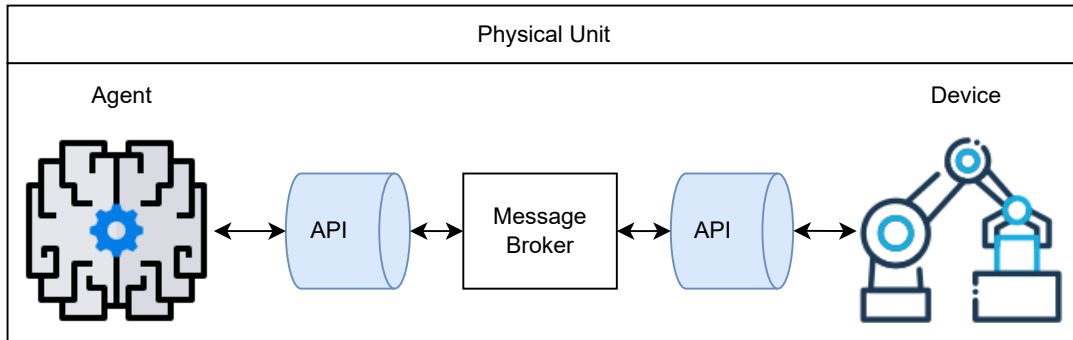 Physical Unit
Agent
Device
API
Message
Broker
API